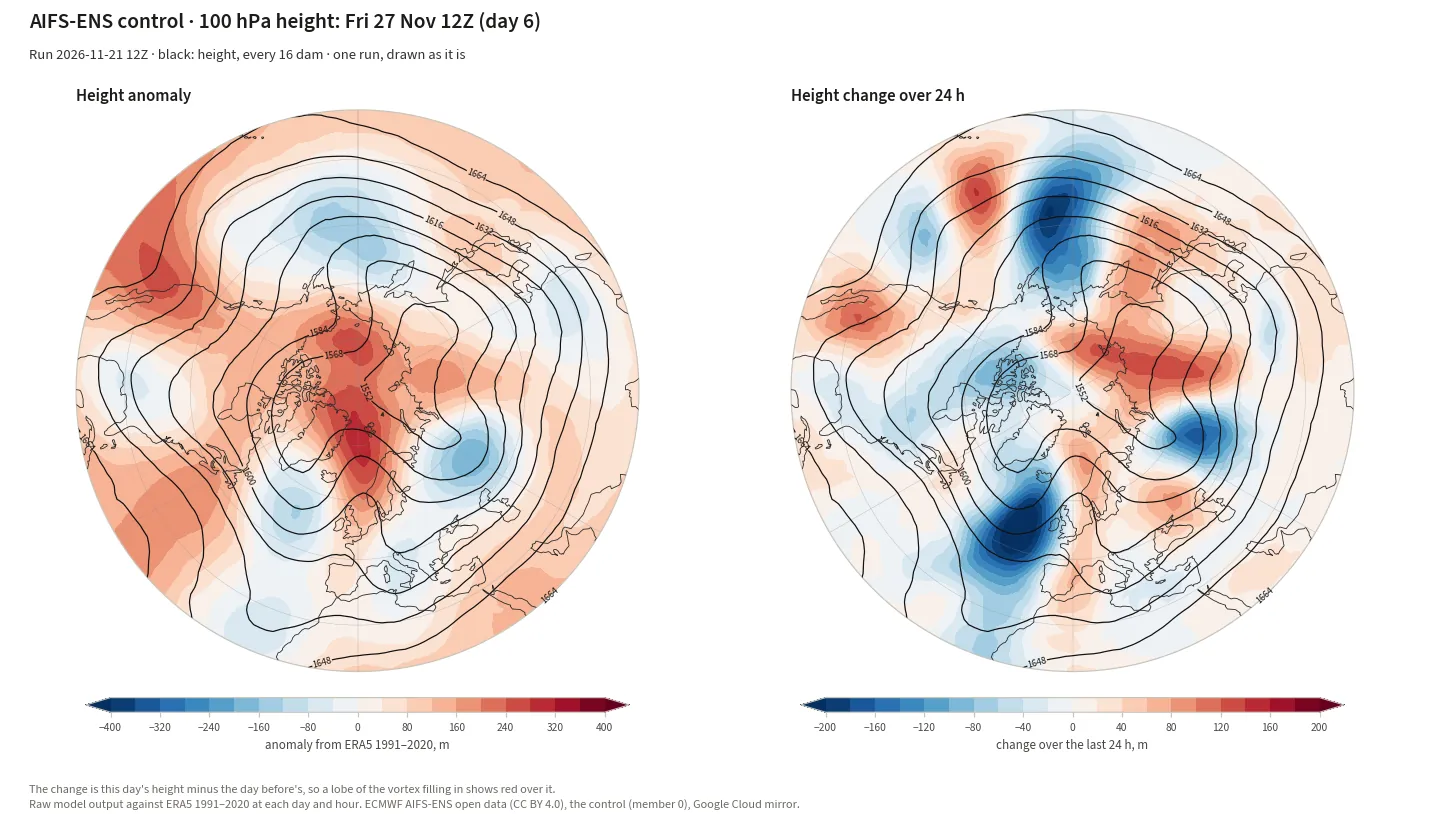 AIFS-ENS control · 100 hPa height: Fri 27 Nov 12Z (day 6)
Run 2026-11-21 12Z · black: height, every 16 dam · one run, drawn as it is
Height anomaly
Height change over 24 h
1664
1648
1632
1616
1584
1568
1552
1600
1664
1648
1664
1648
1632
1616
1584
1568
1552
1600
1664
1648
−400 −320 −240 −160 −80 0 80 160 240 320 400
anomaly from ERA5 1991–2020, m
−200 −160 −120 −80 −40 0 40 80 120 160 200
change over the last 24 h, m
The change is this day's height minus the day before's, so a lobe of the vortex filling in shows red over it.
Raw model output against ERA5 1991–2020 at each day and hour. ECMWF AIFS-ENS open data (CC BY 4.0), the control (member 0), Google Cloud mirror.